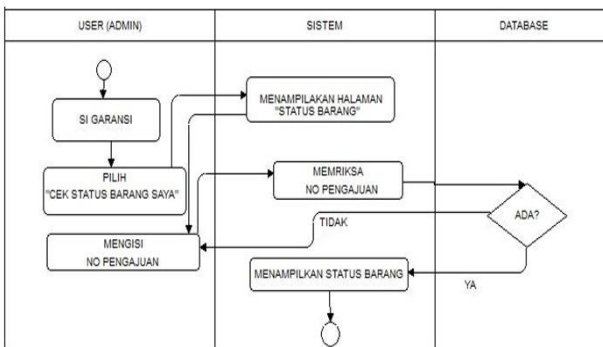 USER (ADMIN)
SISTEM
DATABASE
SI GARANSI
MENAMPILAKAN HALAMAN
"STATUS BARANG"
PILIH
"CEK STATUS BARANG SAYA"
MEMRIKSA
NO PENGAJUAN
ADA?
TIDAK
MENGISI
NO PENGAJUAN
MENAMPILKAN STATUS BARANG
YA